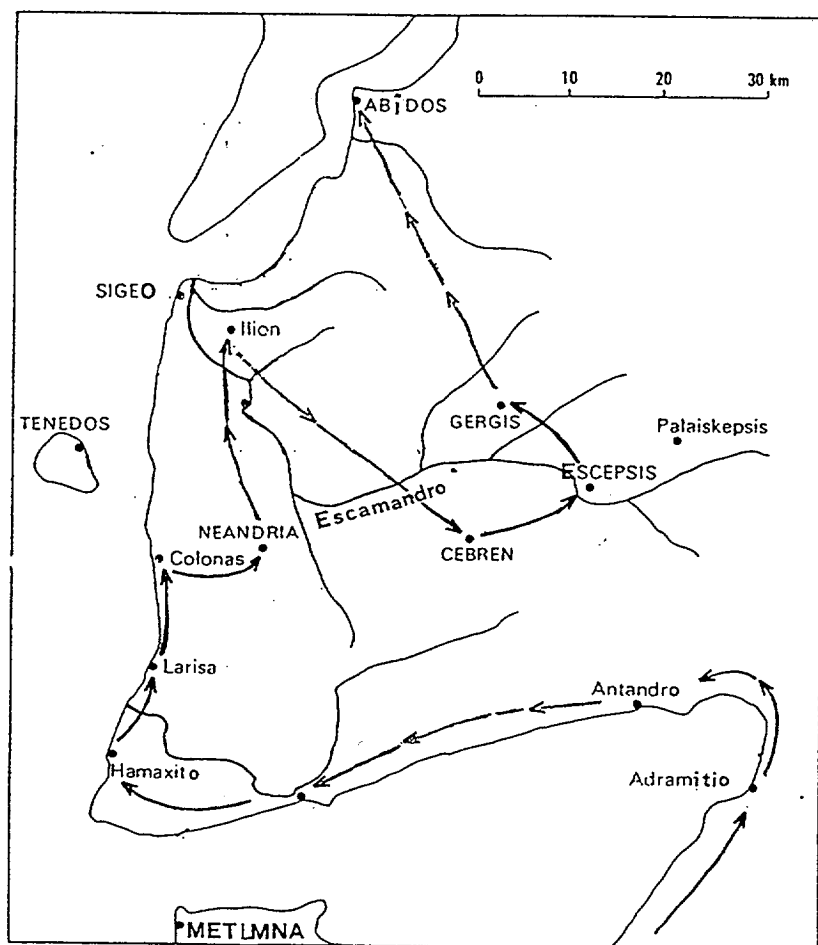 0 10 20 30 km
ABÍDOS
SIGEO
Ilion
TENEDOS
GERGIS
Palaiskepsis
ESCEPSIS
Escamandro
NEANDRIA
CEBREN
Colonas
Larisa
Antandro
Hamaxito
Adramitio
METIMNA